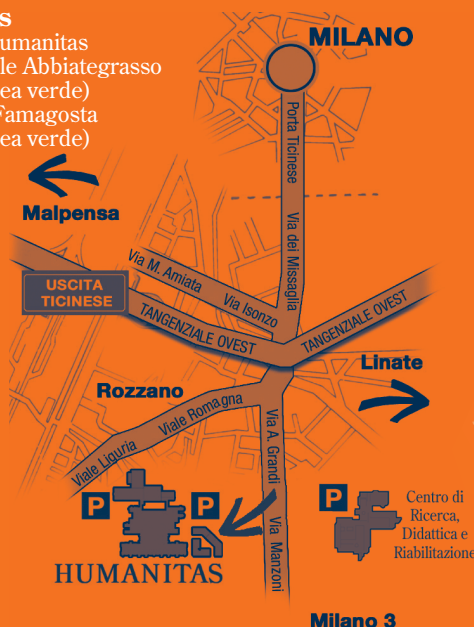 s
umanitas
le Abbiategrasso
ea verde)
Famagosta
ea verde)
MILANO
Porta Ticinese
Malpensa
Via dei Missaglia
Via M. Amiata
Via Isonzo
USCITA
TICINESE
TANGENZIALE OVEST
TANGENZIALE OVEST
Linate
Rozzano
Viale Romagna
Viale Liguria
Via A. Grandi
P
P
P
Centro di
Ricerca,
Didattica e
Riabilitazione
Via Manzoni
HUMANITAS
Milano 3